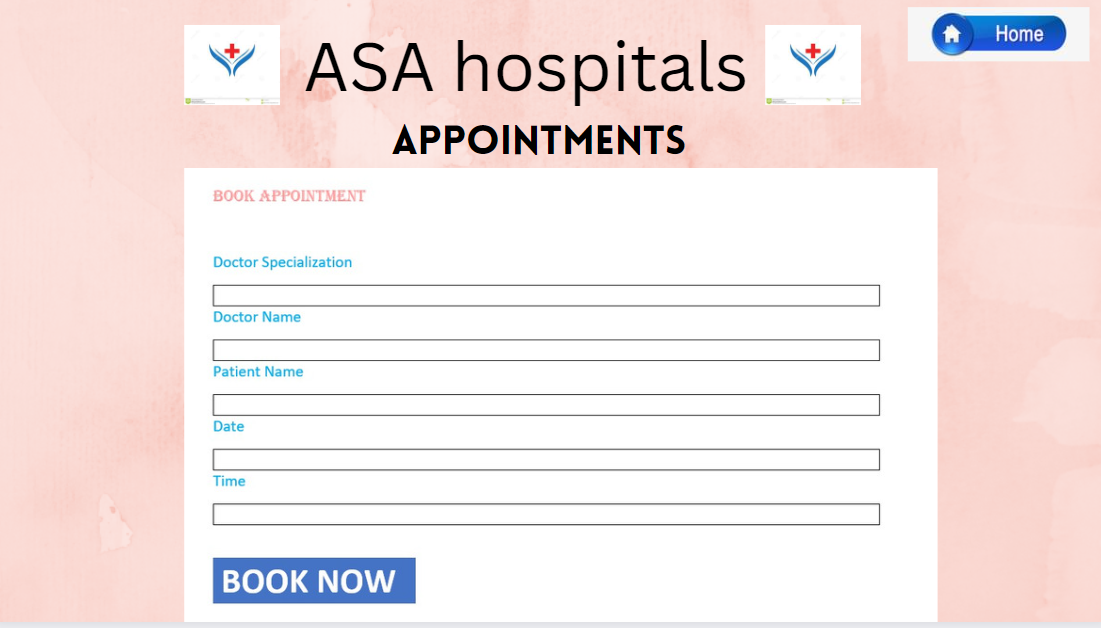 ASA hospitals
Home
APPOINTMENTS
BOOK APPOINTMENT
Doctor Specialization
Doctor Name
Patient Name
Date
Time
BOOK NOW